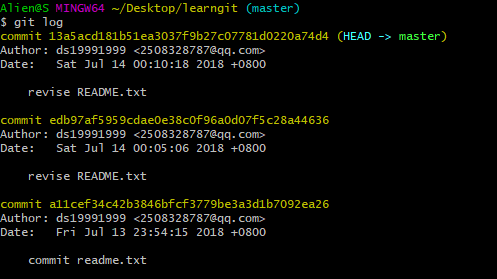 Alien@S MINGW64 ~/Desktop/learngit (master)
$ git log
commit 13a5acd181b51ea3037f9b27c07781d0220a74d4 (HEAD -> master)
Author: ds19991999 <2508328787@qq.com>
Date:   Sat Jul 14 00:10:18 2018 +0800
    revise README.txt
commit edb97af5959cdae0e38c0f96a0d07f5c28a44636
Author: ds19991999 <2508328787@qq.com>
Date:   Sat Jul 14 00:05:06 2018 +0800
    revise README.txt
commit a11cef34c42b3846bfcf3779be3a3d1b7092ea26
Author: ds19991999 <2508328787@qq.com>
Date:   Fri Jul 13 23:54:15 2018 +0800
    commit readme.txt